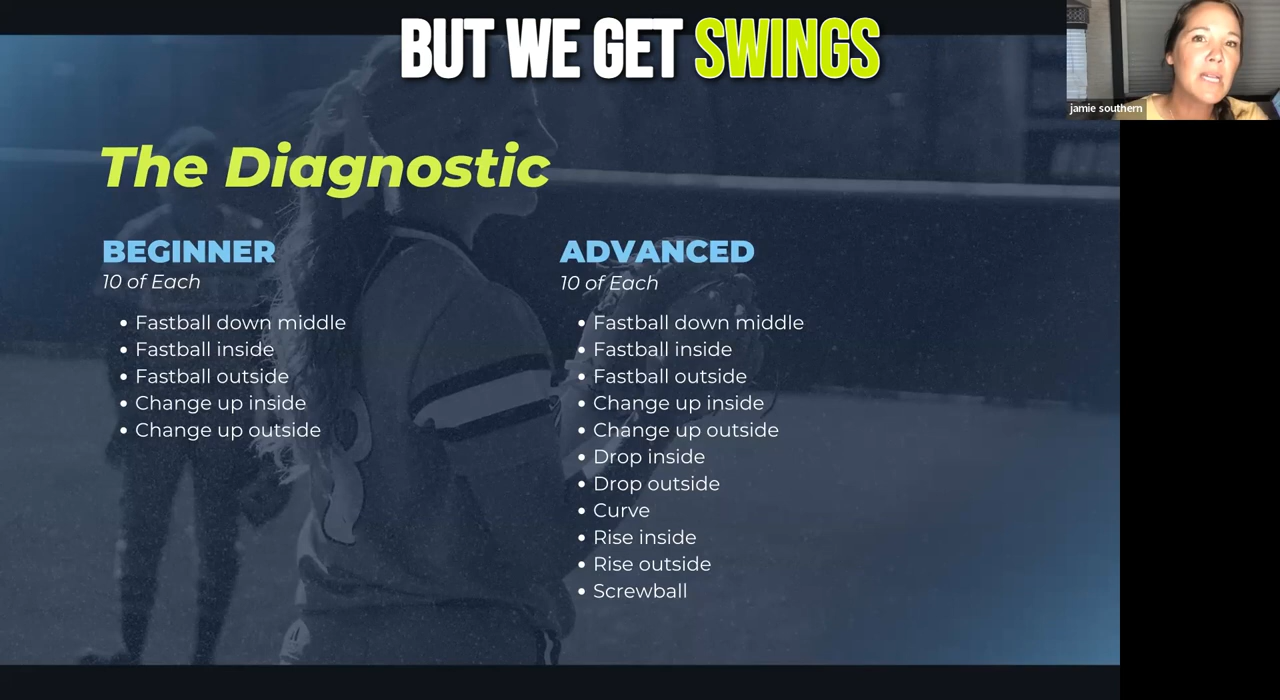 BUT WE GET SWINGS
jamie southern
The Diagnostic
BEGINNER
10 of Each
• Fastball down middle
• Fastball inside
• Fastball outside
• Change up inside
• Change up outside
ADVANCED
10 of Each
• Fastball down middle
• Fastball inside
• Fastball outside
• Change up inside
• Change up outside
• Drop inside
• Drop outside
• Curve
• Rise inside
• Rise outside
• Screwball